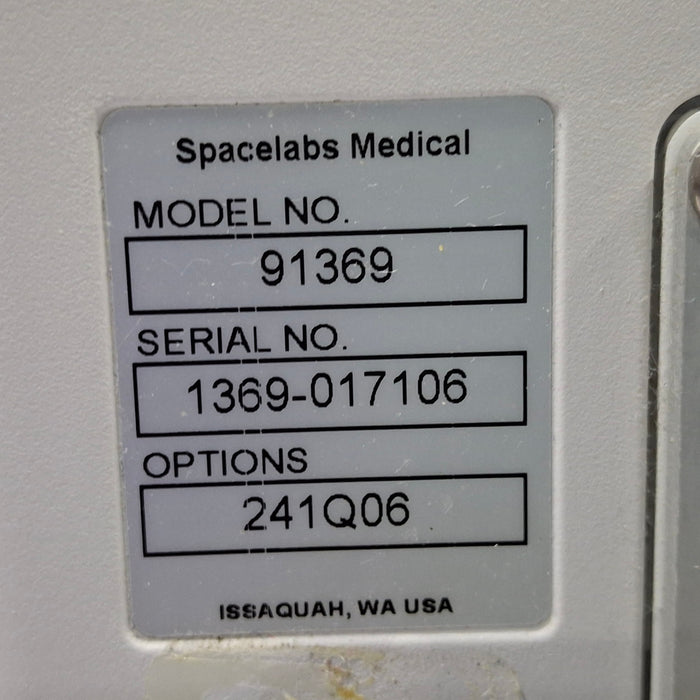 Spacelabs Medical
MODEL NO.
91369
SERIAL NO.
1369-017106
OPTIONS
241Q06
ISSAQUAH, WA USA